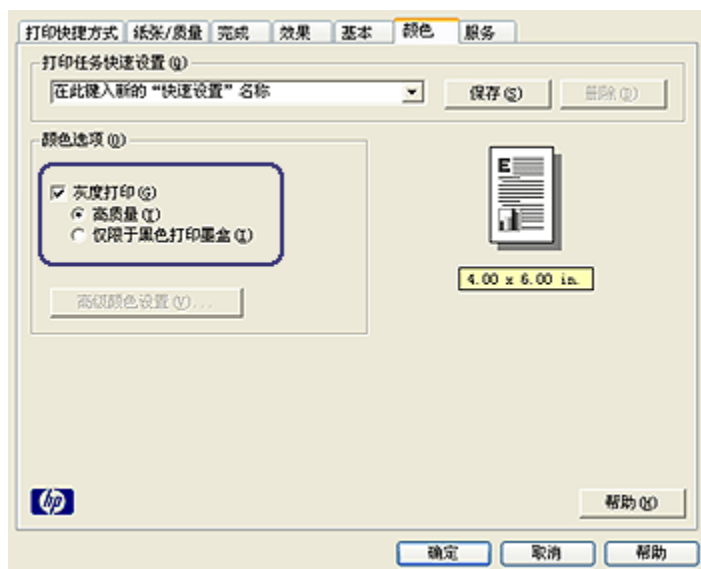 打印快捷方式 纸张/质量 完成 效果 基本 颜色 服务
打印任务快速设置(Q)
在此键入新的“快速设置”名称 保存(S) 删除(D)
颜色选项(O)
灰度打印(G)
高质量(T)
仅限于黑色打印墨盒(I)
E
4.00 x 6.00 in.
高级颜色设置(V)...
hp
帮助(K)
确定 取消 帮助